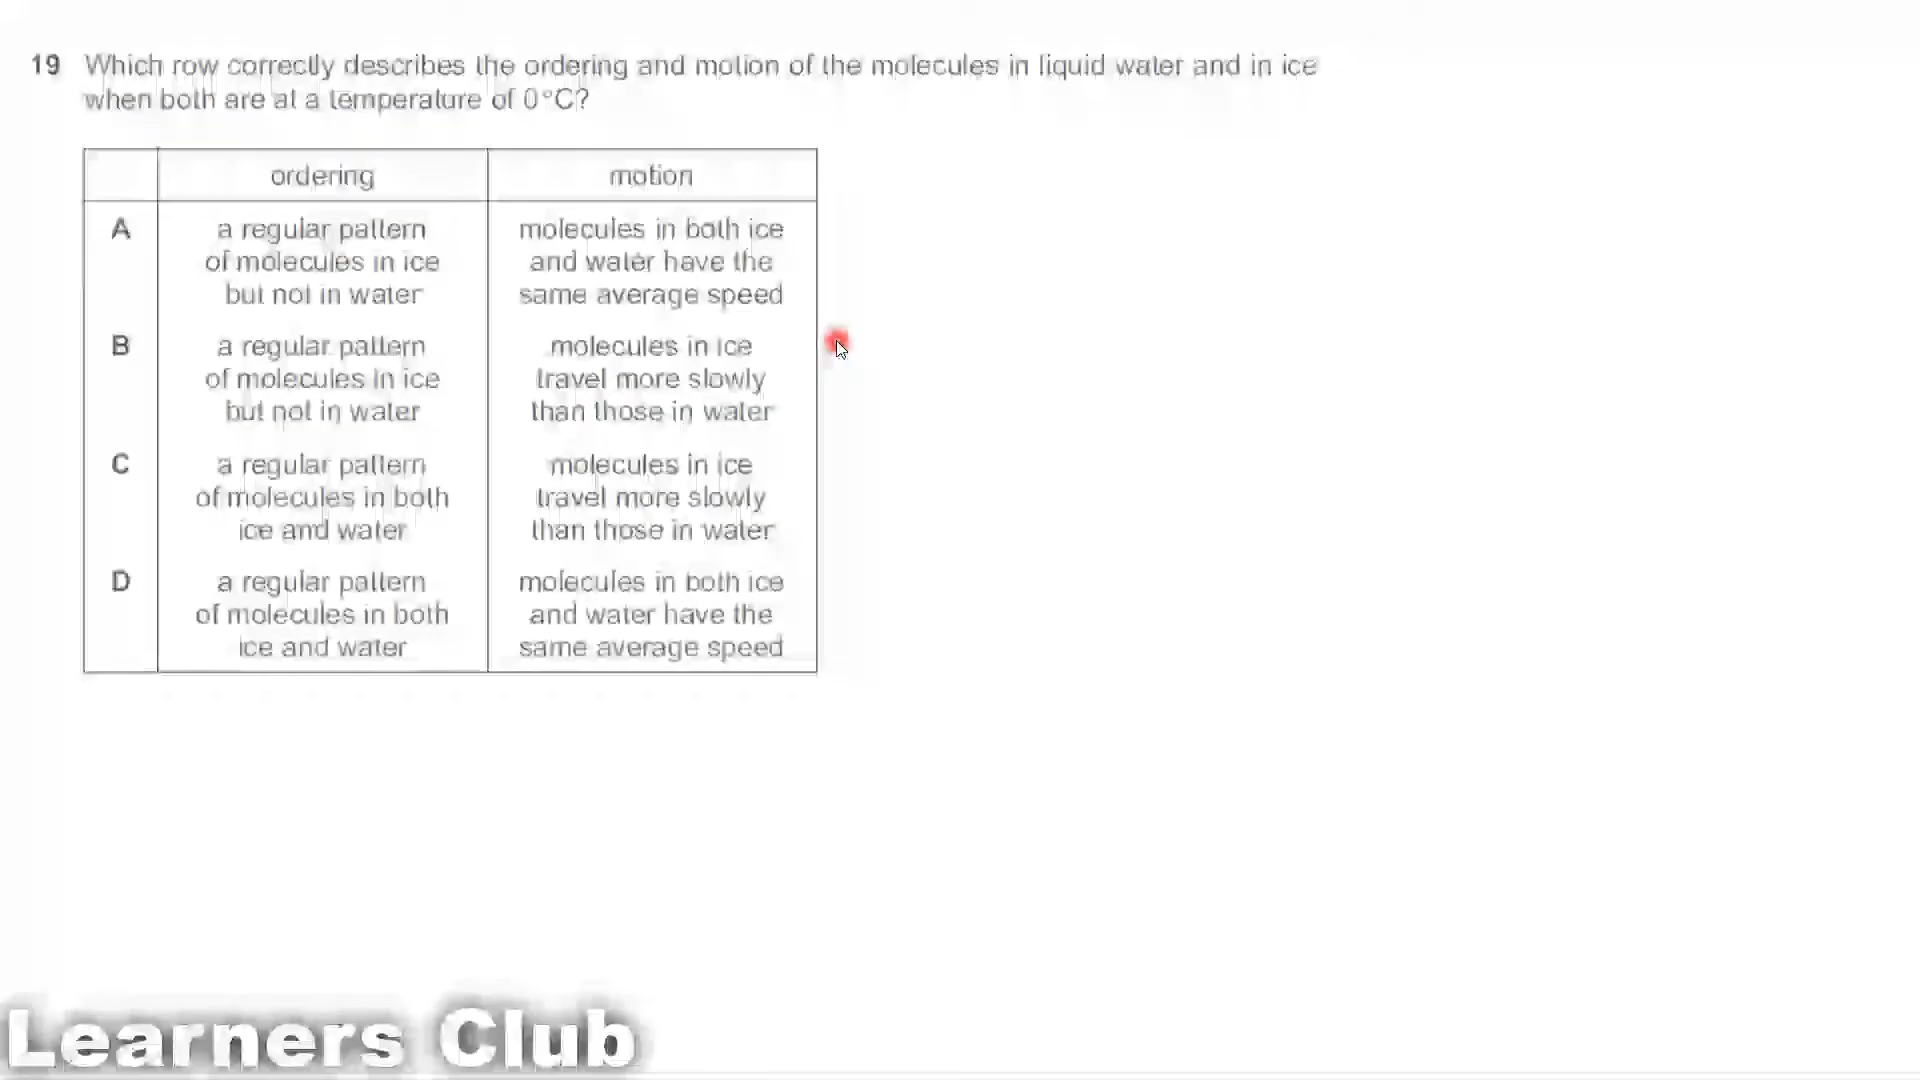 19 Which row correctly describes the ordering and motion of the molecules in liquid water and in ice
when both are at a temperature of 0°C?
ordering motion
A a regular pattern molecules in both ice
of molecules in ice and water have the
but not in water same average speed
B a regular pattern molecules in ice
of molecules in ice travel more slowly
but not in water than those in water
C a regular pattern molecules in ice
of molecules in both travel more slowly
ice and water than those in water
D a regular pattern molecules in both ice
of molecules in both and water have the
ice and water same average speed
Learners Club